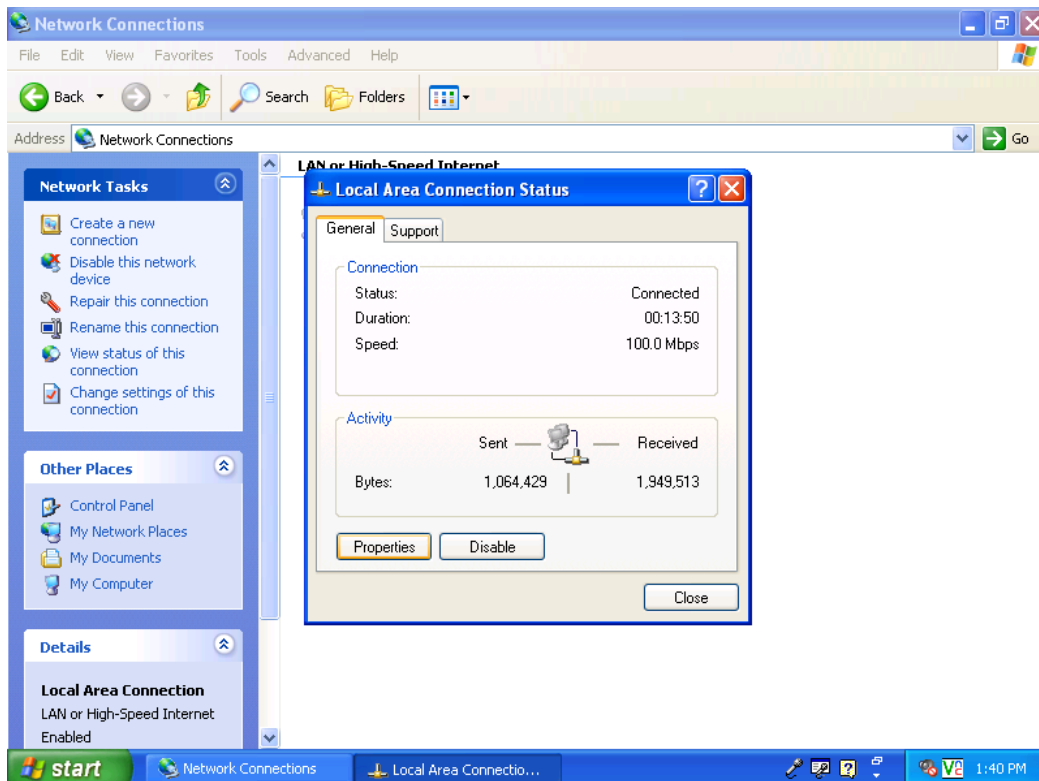 Network Connections
File Edit View Favorites Tools Advanced Help
Back Search Folders
Address Network Connections Go
LAN or High-Speed Internet
Network Tasks
Create a new
connection
Disable this network
device
Repair this connection
Rename this connection
View status of this
connection
Change settings of this
connection
Other Places
Control Panel
My Network Places
My Documents
My Computer
Details
Local Area Connection
LAN or High-Speed Internet
Enabled
Local Area Connection Status
General Support
Connection
Status: Connected
Duration: 00:13:50
Speed: 100.0 Mbps
Activity
Sent — — Received
Bytes: 1,064,429 | 1,949,513
Properties Disable
Close
start Network Connections Local Area Connectio... 1:40 PM